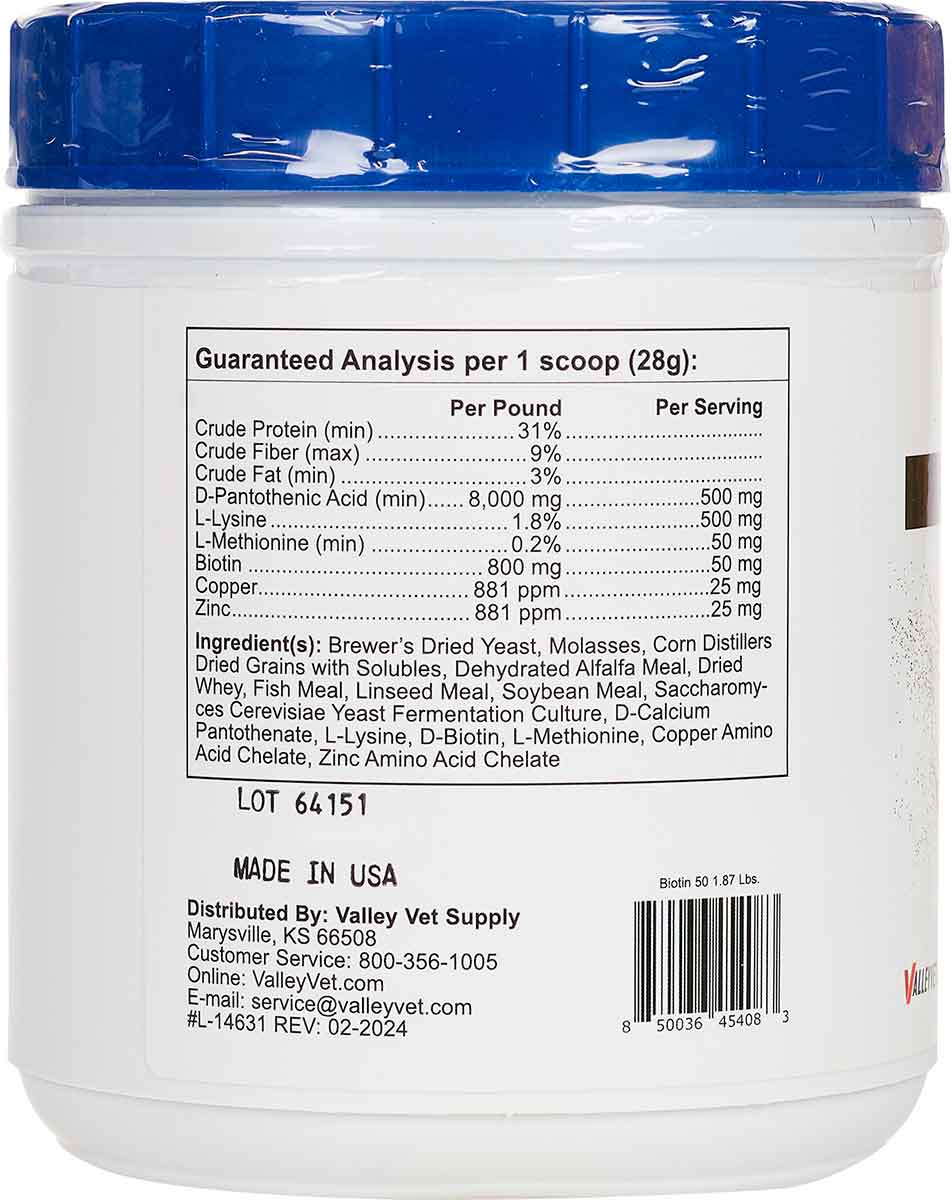 Guaranteed Analysis per 1 scoop (28g):
Per Pound Per Serving
Crude Protein (min) ........................ 31% ..................................
Crude Fiber (max) ......................... 9% ..................................
Crude Fat (min) .............................. 3% ..................................
D-Pantothenic Acid (min)...... 8,000 mg .......................500 mg
L-Lysine ......................................... 1.8% .......................500 mg
L-Methionine (min) ....................... 0.2% .........................50 mg
Biotin ......................................... 800 mg .........................50 mg
Copper..................................... 881 ppm .........................25 mg
Zinc.......................................... 881 ppm .........................25 mg
Ingredient(s): Brewer's Dried Yeast, Molasses, Corn Distillers
Dried Grains with Solubles, Dehydrated Alfalfa Meal, Dried
Whey, Fish Meal, Linseed Meal, Soybean Meal, Saccharomy-
ces Cerevisiae Yeast Fermentation Culture, D-Calcium
Pantothenate, L-Lysine, D-Biotin, L-Methionine, Copper Amino
Acid Chelate, Zinc Amino Acid Chelate
LOT 64151
MADE IN USA
Distributed By: Valley Vet Supply
Marysville, KS 66508
Customer Service: 800-356-1005
Online: ValleyVet.com
E-mail: service@valleyvet.com
#L-14631 REV: 02-2024
Biotin 50 1.87 Lbs.
8 50036 45408 3